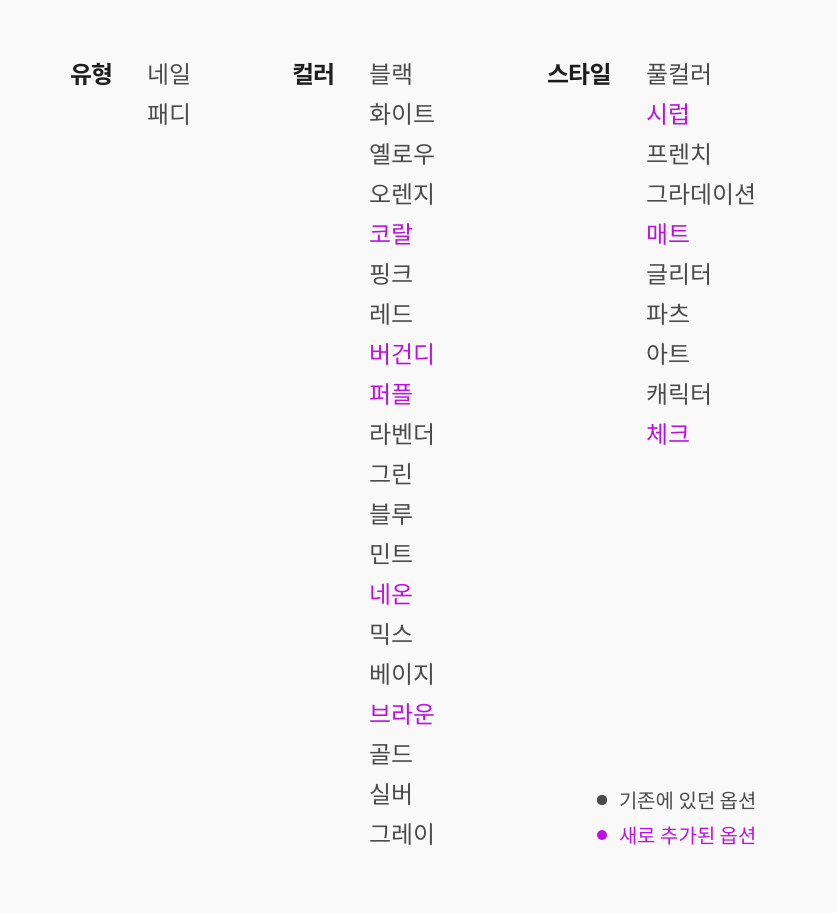 유형
네일
패디
컬러
블랙
화이트
옐로우
오렌지
코랄
핑크
레드
버건디
퍼플
라벤더
그린
블루
민트
네온
믹스
베이지
브라운
골드
실버
그레이
스타일
풀컬러
시럽
프렌치
그라데이션
매트
글리터
파츠
아트
캐릭터
체크
기존에 있던 옵션
새로 추가된 옵션